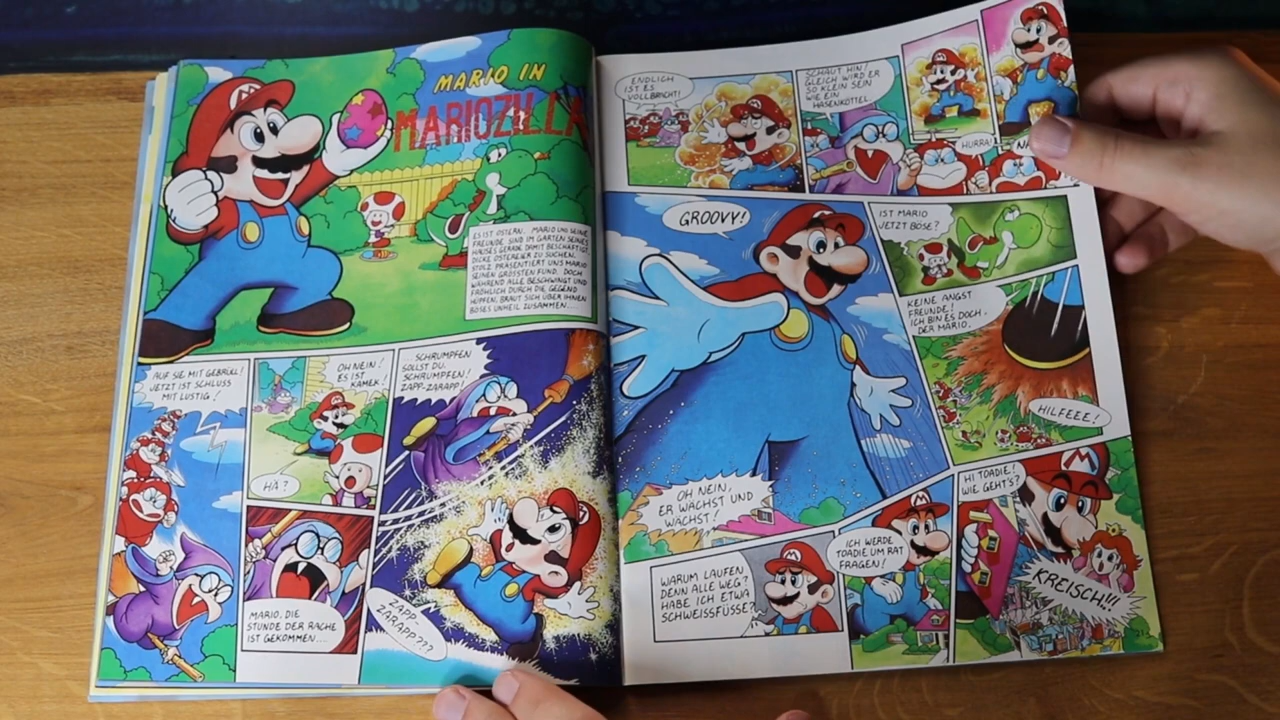 MARIO IN
MARIOZILLA
ES IST OSTERN. MARIO UND SEINE
FREUNDE SIND IM GARTEN SEINES
HAUSES GERADE DAMIT BESCHÄFTIGT,
DICKE OSTEREIER ZU SUCHEN.
STOLZ PRÄSENTIERT UNS MARIO
SEINEN GRÖSSTEN FUND. DOCH
WÄHREND ALLE BESCHWINGT UND
FRÖHLICH DURCH DIE GEGEND
HÜPFEN, BRAUT SICH ÜBER IHNEN
BÖSES UNHEIL ZUSAMMEN....
AUF SIE MIT GEBRÜLL!
JETZT IST SCHLUSS
MIT LUSTIG!
OH NEIN!
ES IST
KAMEK!
HÄ?
MARIO, DIE
STUNDE DER RACHE
IST GEKOMMEN...
...SCHRUMPFEN
SOLLST DU.
SCHRUMPFEN!
ZAPP-ZARAPP!
ZAPP-
ZARAPP???
ENDLICH
IST ES
VOLLBRACHT!
SCHAUT HIN!
GLEICH WIRD ER
SO KLEIN SEIN
WIE EIN
HASENKÖTTEL.
HURRA!
GROOVY!
OH NEIN,
ER WÄCHST UND
WÄCHST!
IST MARIO
JETZT BÖSE?
KEINE ANGST
FREUNDE!
ICH BIN ES DOCH.
DER MARIO.
HILFEEE!
WARUM LAUFEN
DENN ALLE WEG?
HABE ICH ETWA
SCHWEISSFÜSSE?
ICH WERDE
TOADIE UM RAT
FRAGEN!
HI TOADIE!
WIE GEHT'S?
KREISCH!!!